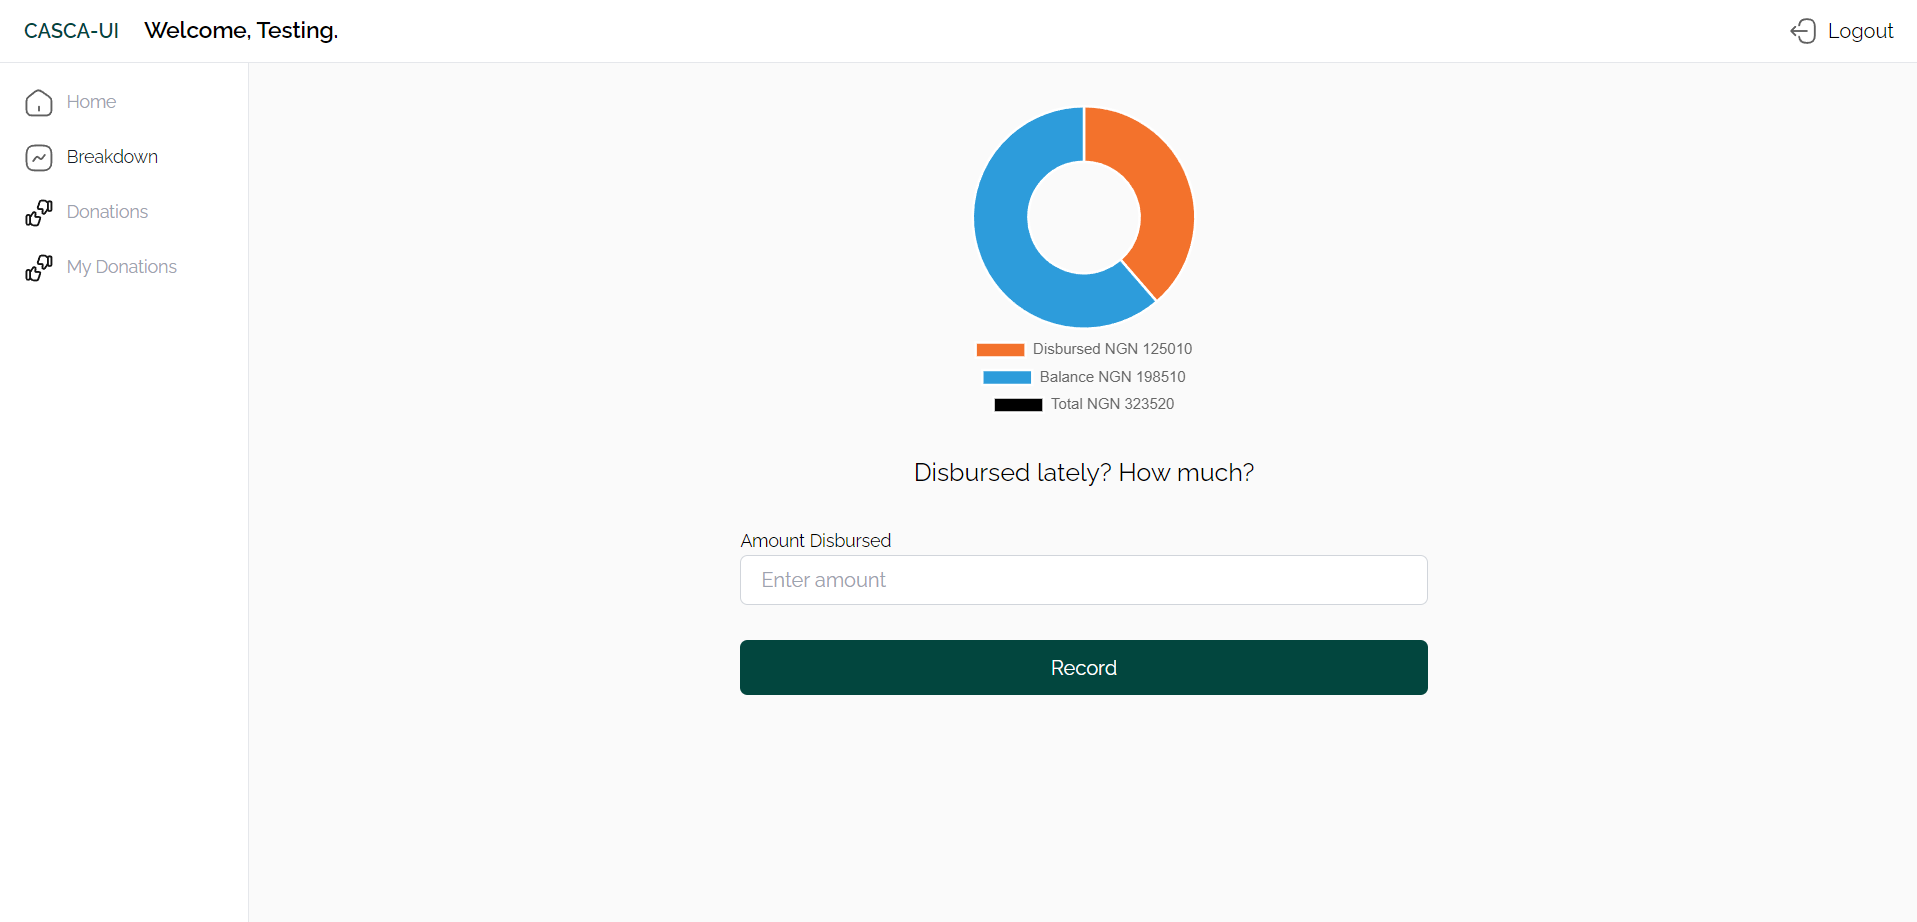 CASCA-UI Welcome, Testing. Logout
Home
Breakdown
Donations
My Donations
Disbursed NGN 125010
Balance NGN 198510
Total NGN 323520
Disbursed lately? How much?
Amount Disbursed
Enter amount
Record